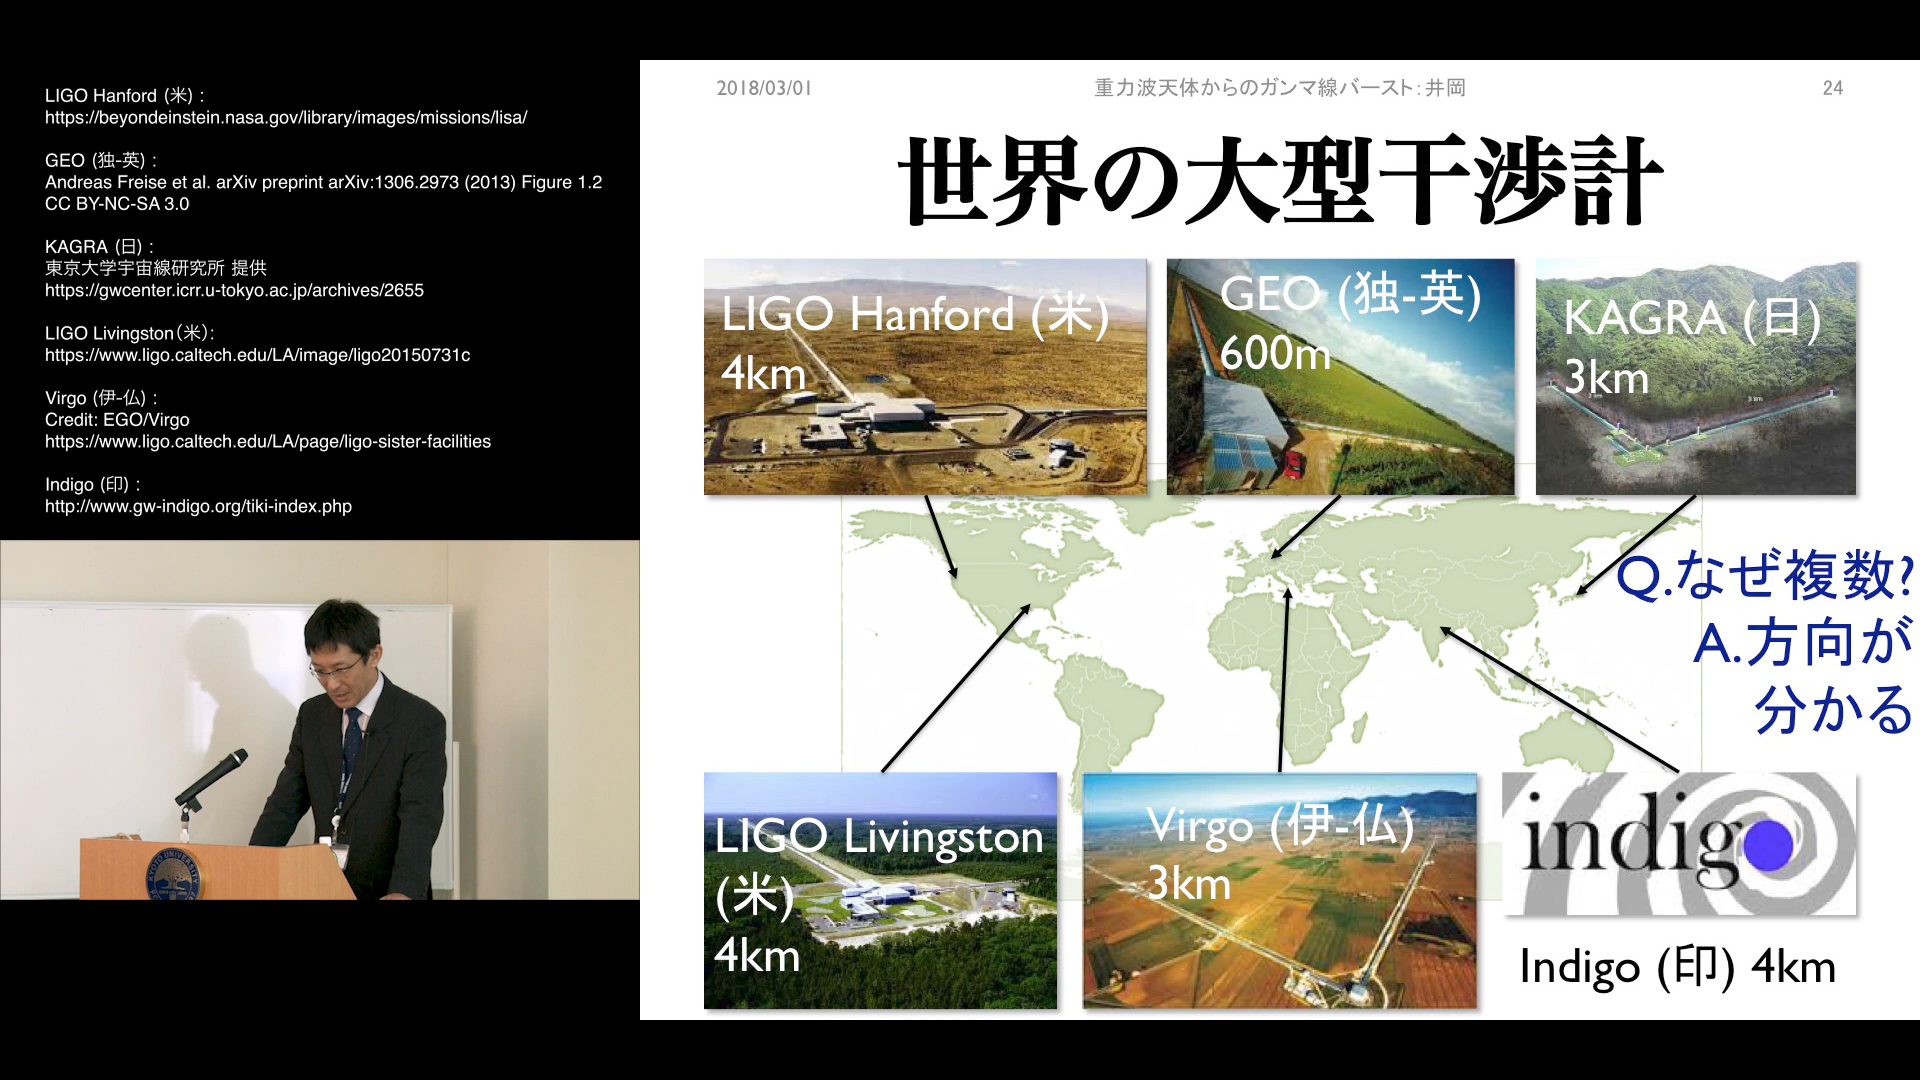 LIGO Hanford (米) :
https://beyondeinstein.nasa.gov/library/images/missions/lisa/
GEO (独-英) :
Andreas Freise et al. arXiv preprint arXiv:1306.2973 (2013) Figure 1.2
CC BY-NC-SA 3.0
KAGRA (日) :
東京大学宇宙線研究所 提供
https://gwcenter.icrr.u-tokyo.ac.jp/archives/2655
LIGO Livingston(米):
https://www.ligo.caltech.edu/LA/image/ligo20150731c
Virgo (伊-仏) :
Credit: EGO/Virgo
https://www.ligo.caltech.edu/LA/page/ligo-sister-facilities
Indigo (印) :
http://www.gw-indigo.org/tiki-index.php
KYOTO UNIVERSITY
2018/03/01
重力波天体からのガンマ線バースト: 井岡
24
世界の大型干渉計
LIGO Hanford (米)
4km
GEO (独-英)
600m
KAGRA (日)
3km
3 km
Q.なぜ複数?
A.方向が
分かる
LIGO Livingston
(米)
4km
Virgo (伊-仏)
3km
indigo
Indigo (印) 4km